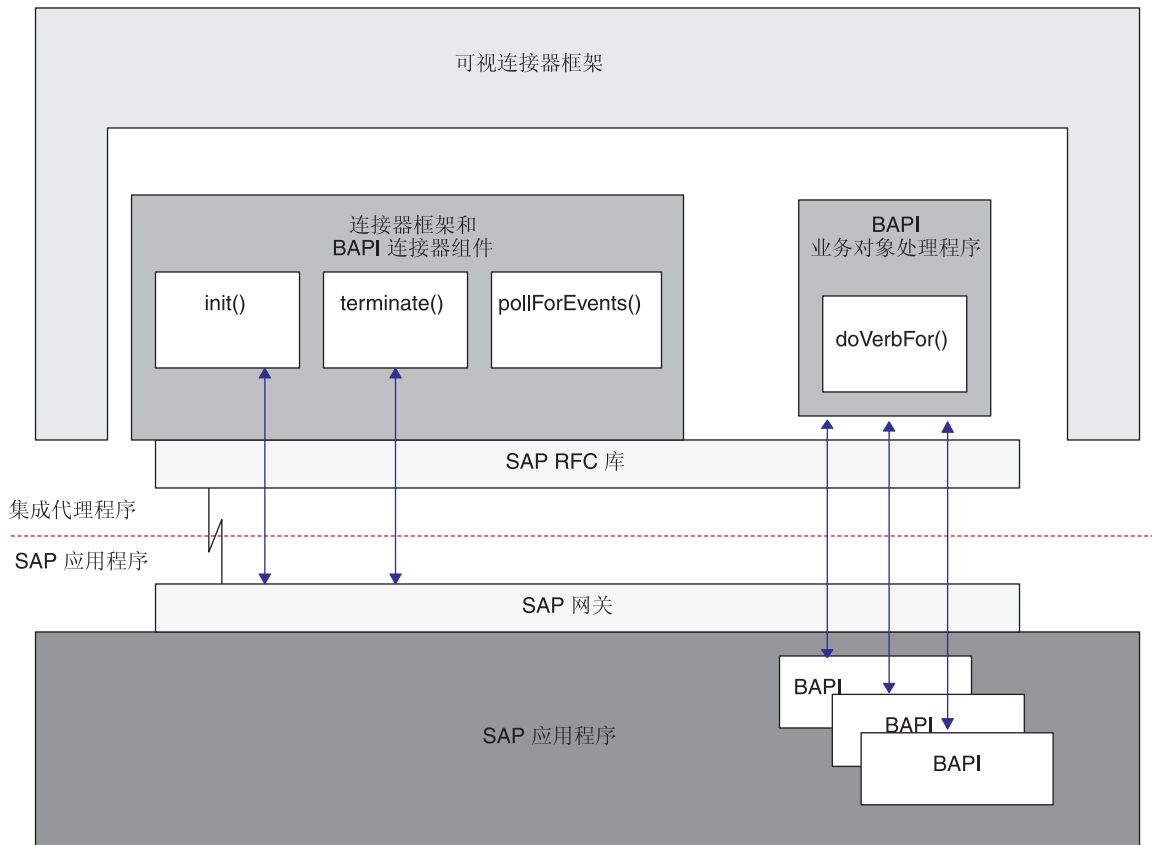 可视连接器框架
连接器框架和
BAPI 连接器组件
init()
terminate()
pollForEvents()
BAPI
业务对象处理程序
doVerbFor()
SAP RFC 库
集成代理程序
SAP 应用程序
SAP 网关
SAP 应用程序
BAPI
BAPI
BAPI